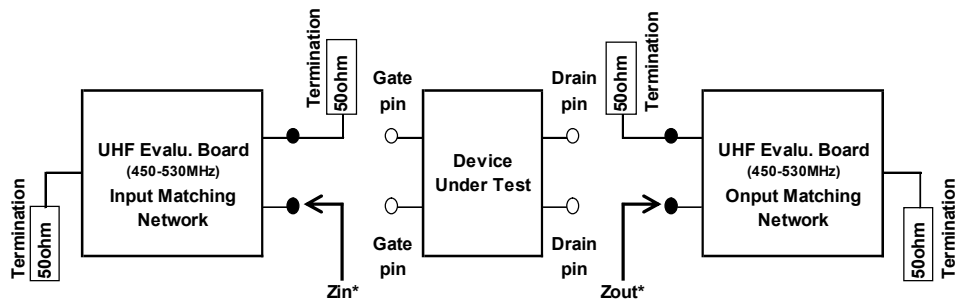 Termination
50ohm
UHF Evalu. Board
(450-530MHz)
Input Matching
Network
Termination
50ohm
Gate
pin
Gate
pin
Zin*
Device
Under Test
Drain
pin
Drain
pin
Zout*
50ohm
Termination
UHF Evalu. Board
(450-530MHz)
Onput Matching
Network
50ohm
Termination